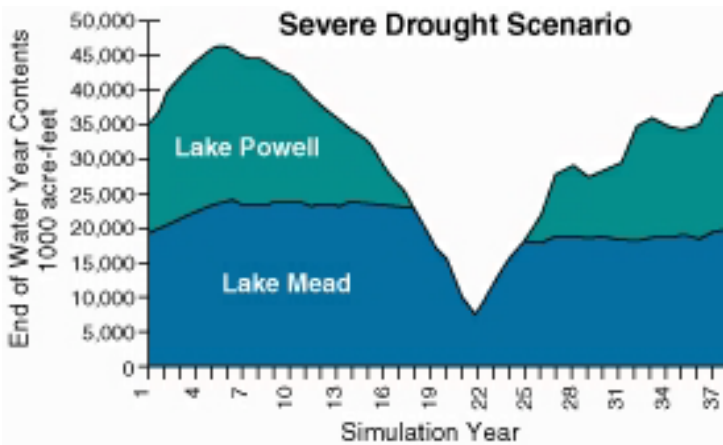 Severe Drought Scenario
End of Water Year Contents
1000 acre-feet
50,000
45,000
40,000
35,000
30,000
25,000
20,000
15,000
10,000
5,000
0
Lake Powell
Lake Mead
1 4 7 10 13 16 19 22 25 28 31 34 37
Simulation Year